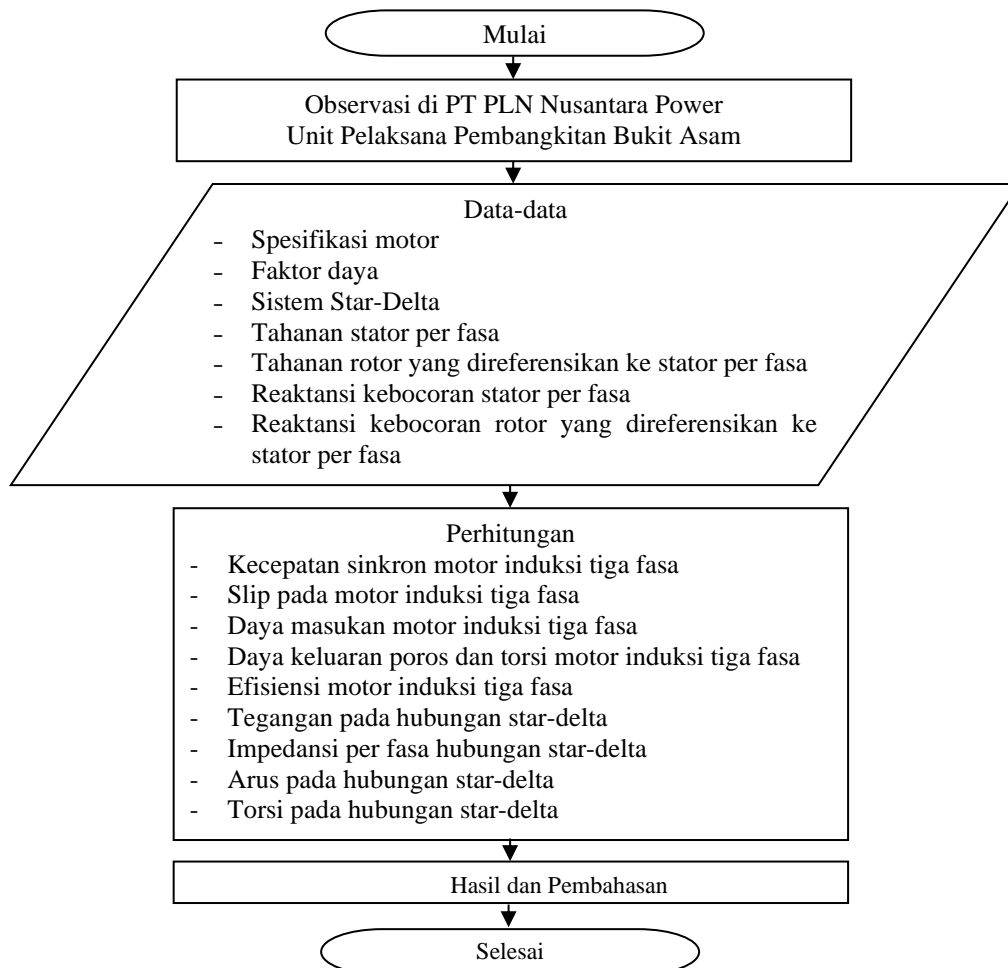 Mulai
Observasi di PT PLN Nusantara Power
Unit Pelaksana Pembangkitan Bukit Asam
Data-data
- Spesifikasi motor
- Faktor daya
- Sistem Star-Delta
- Tahanan stator per fasa
- Tahanan rotor yang direferensikan ke stator per fasa
- Reaktansi kebocoran stator per fasa
- Reaktansi kebocoran rotor yang direferensikan ke
stator per fasa
Perhitungan
- Kecepatan sinkron motor induksi tiga fasa
- Slip pada motor induksi tiga fasa
- Daya masukan motor induksi tiga fasa
- Daya keluaran poros dan torsi motor induksi tiga fasa
- Efisiensi motor induksi tiga fasa
- Tegangan pada hubungan star-delta
- Impedansi per fasa hubungan star-delta
- Arus pada hubungan star-delta
- Torsi pada hubungan star-delta
Hasil dan Pembahasan
Selesai